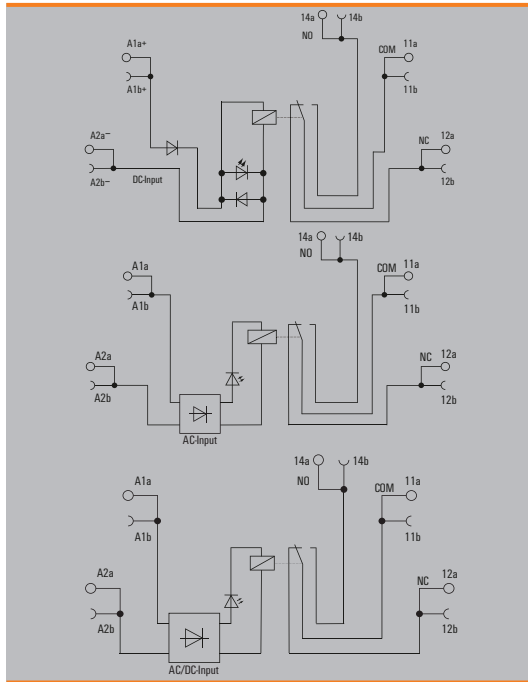 14a 14b
NO
A1a+
A1b+
COM 11a
11b
A2a–
A2b–
DC-Input
NC 12a
12b
14a 14b
NO
A1a
A1b
COM 11a
11b
A2a
A2b
AC-Input
NC 12a
12b
14a 14b
NO
A1a
A1b
COM 11a
11b
A2a
A2b
AC/DC-Input
NC 12a
12b